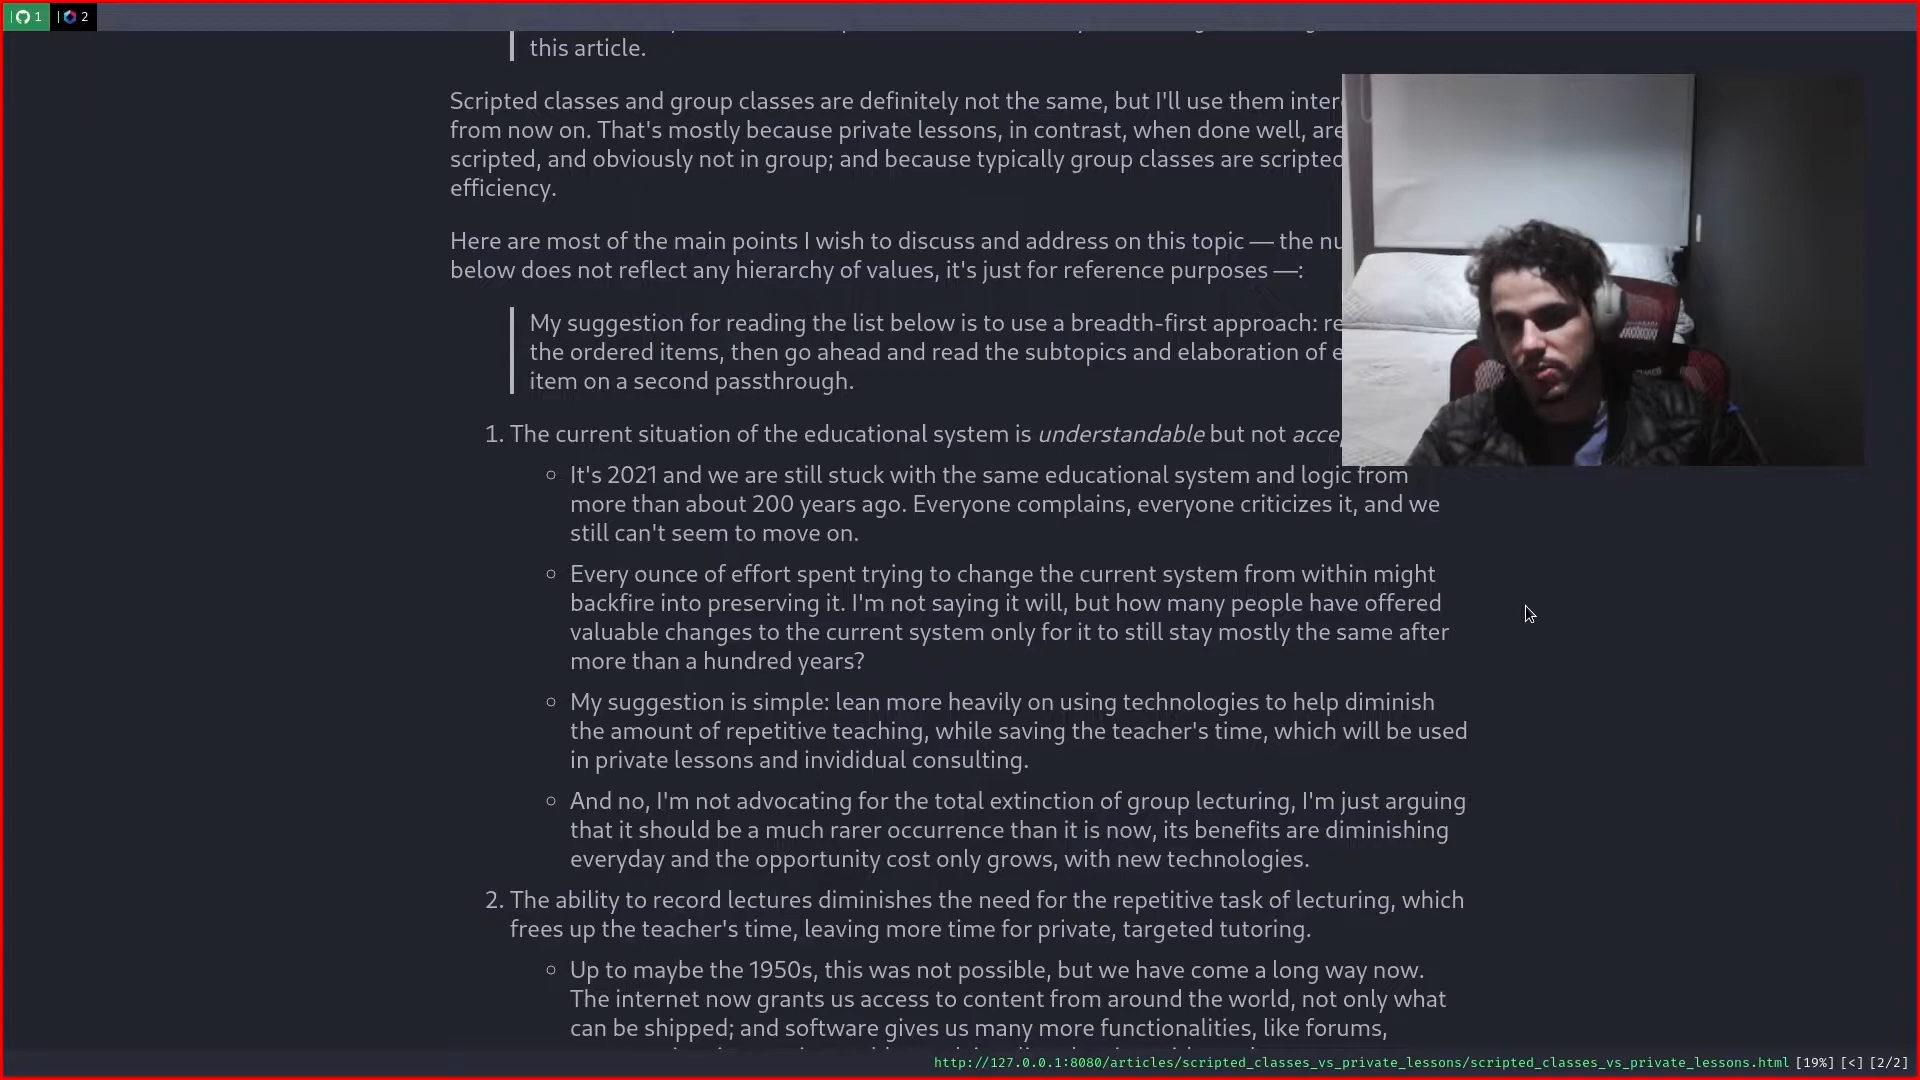 1 2
this article.
Scripted classes and group classes are definitely not the same, but I'll use them
from now on. That's mostly because private lessons, in contrast, when done well, are
scripted, and obviously not in group; and because typically group classes are scripted
efficiency.
Here are most of the main points I wish to discuss and address on this topic — the
below does not reflect any hierarchy of values, it's just for reference purposes —:
My suggestion for reading the list below is to use a breadth-first approach:
the ordered items, then go ahead and read the subtopics and elaboration of
item on a second passthrough.
1. The current situation of the educational system is understandable but not
It's 2021 and we are still stuck with the same educational system and logic from
more than about 200 years ago. Everyone complains, everyone criticizes it, and we
still can't seem to move on.
Every ounce of effort spent trying to change the current system from within might
backfire into preserving it. I'm not saying it will, but how many people have offered
valuable changes to the current system only for it to still stay mostly the same after
more than a hundred years?
My suggestion is simple: lean more heavily on using technologies to help diminish
the amount of repetitive teaching, while saving the teacher's time, which will be used
in private lessons and invididual consulting.
And no, I'm not advocating for the total extinction of group lecturing, I'm just arguing
that it should be a much rarer occurrence than it is now, its benefits are diminishing
everyday and the opportunity cost only grows, with new technologies.
2. The ability to record lectures diminishes the need for the repetitive task of lecturing, which
frees up the teacher's time, leaving more time for private, targeted tutoring.
Up to maybe the 1950s, this was not possible, but we have come a long way now.
The internet now grants us access to content from around the world, not only what
can be shipped; and software gives us many more functionalities, like forums,
http://127.0.0.1:8080/articles/scripted_classes_vs_private_lessons/scripted_classes_vs_private_lessons.html [19%] [<] [2/2]